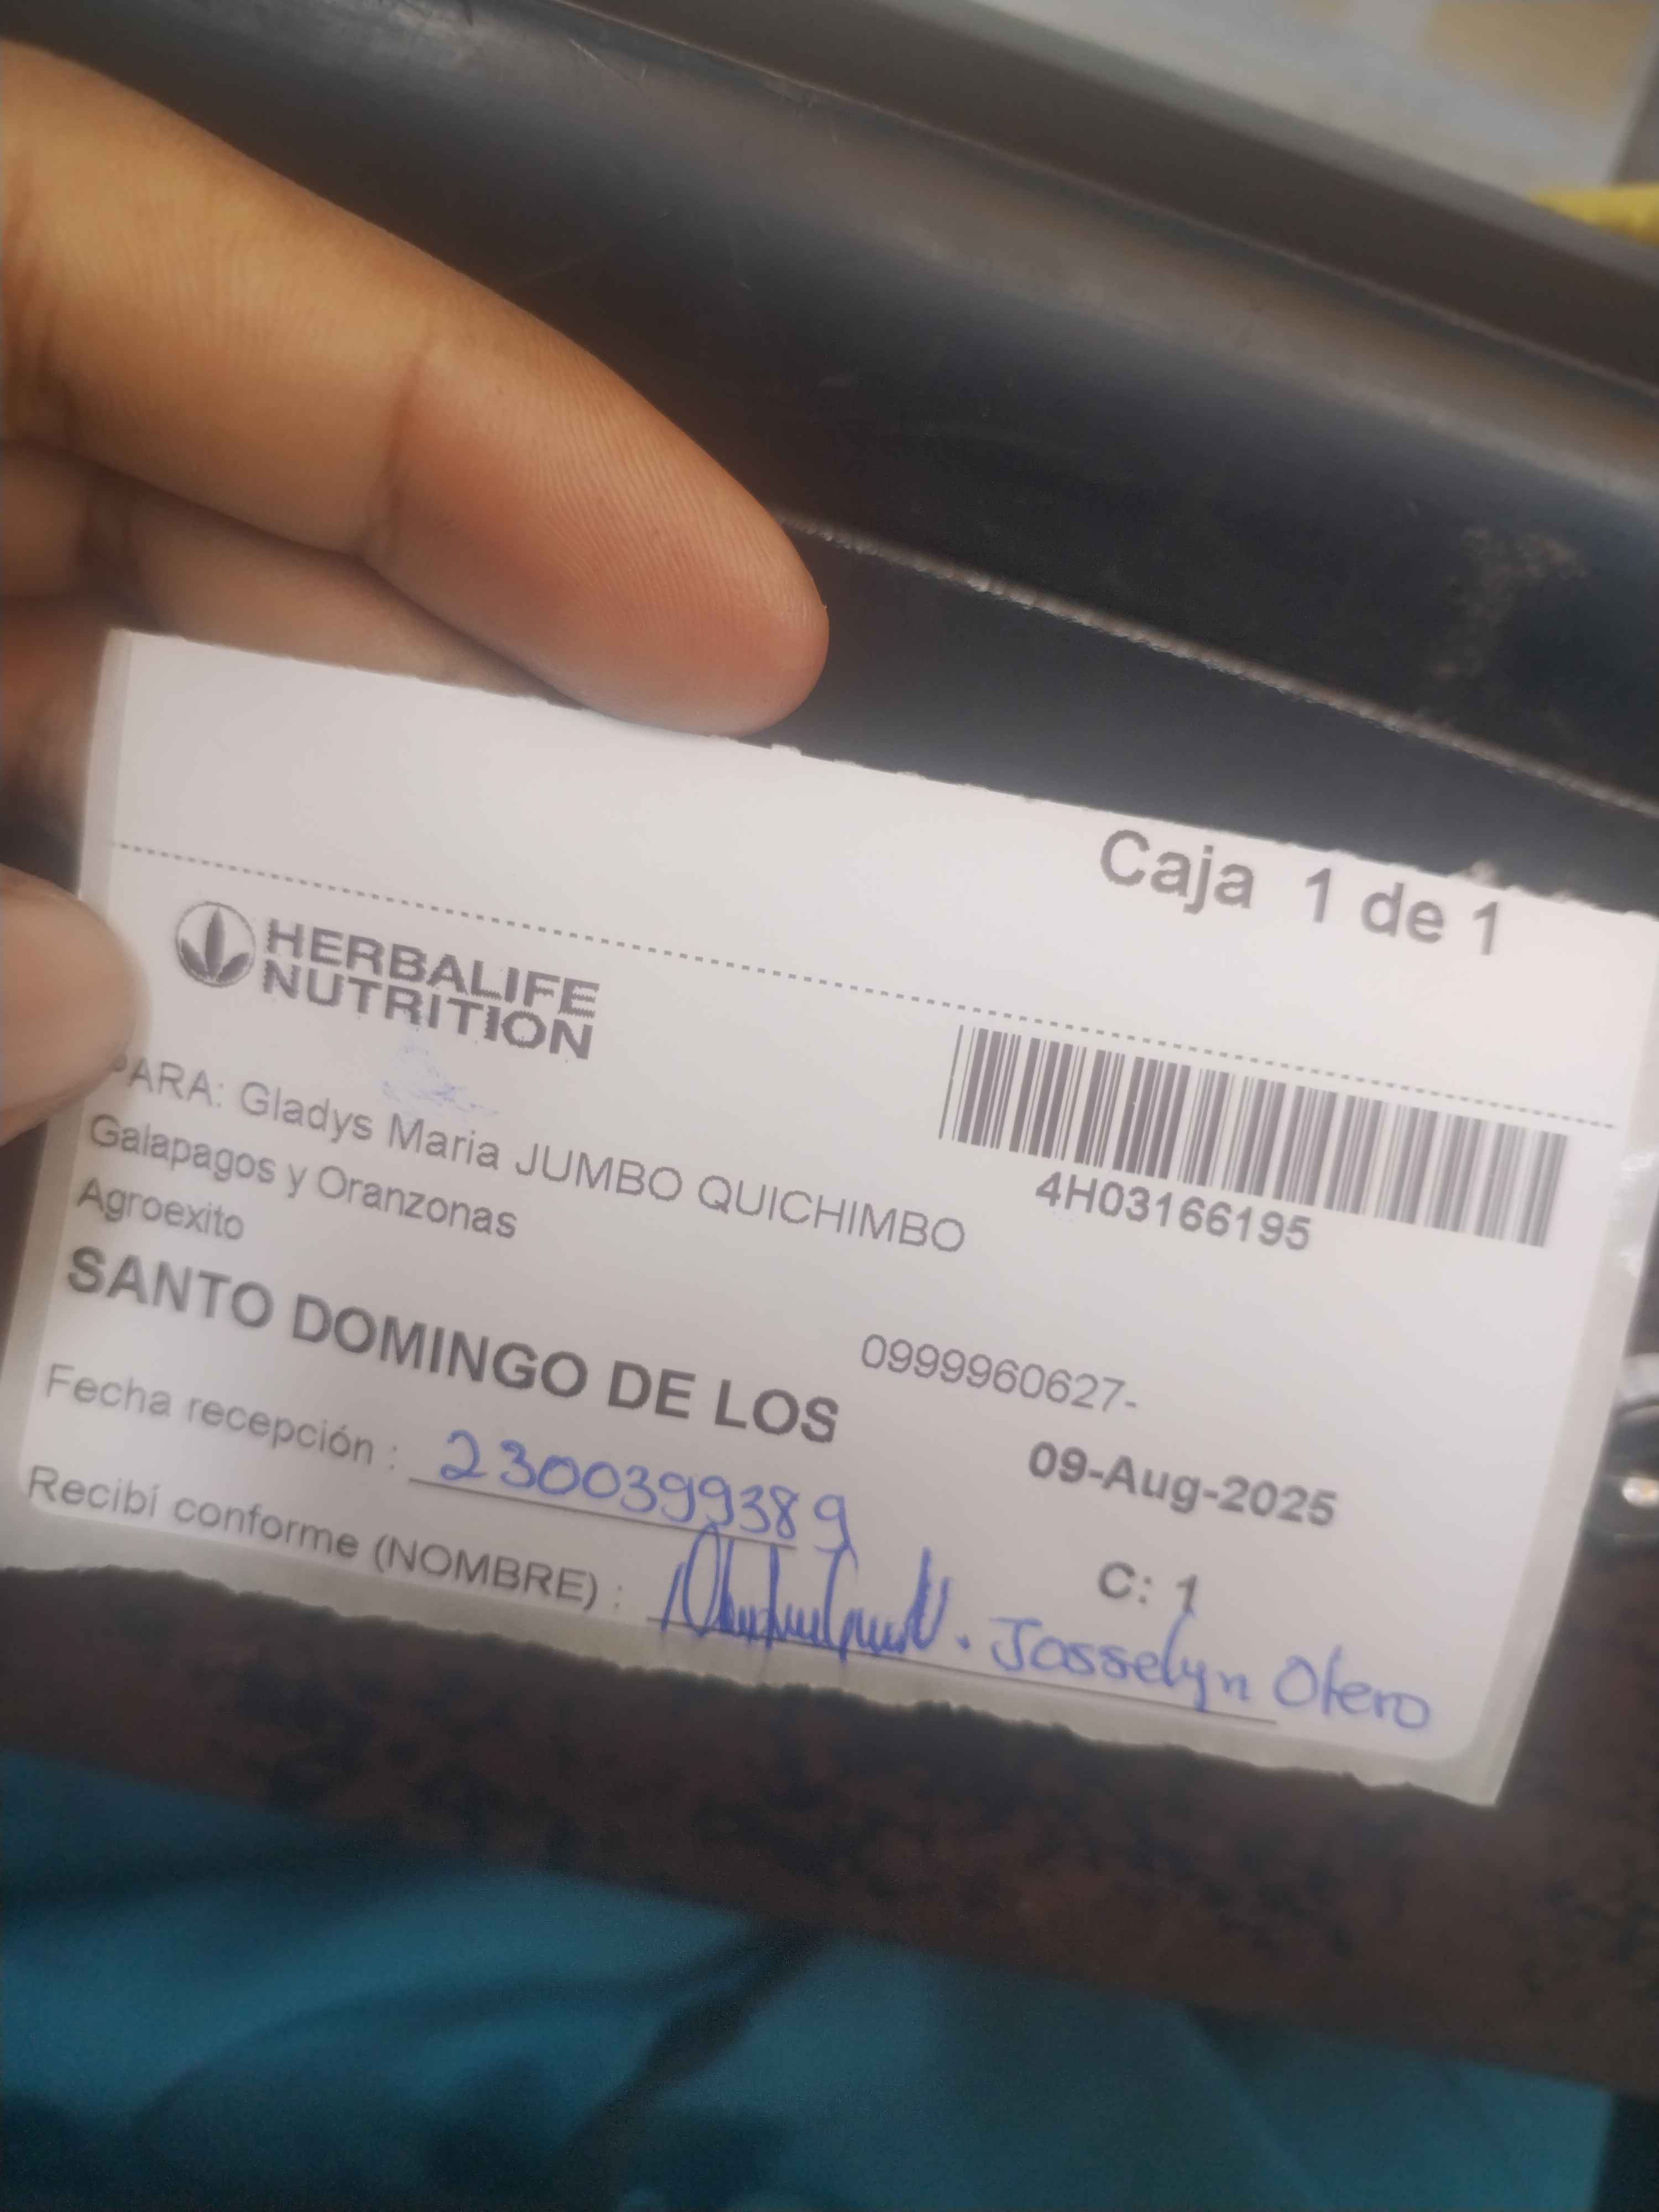 Caja 1 de 1
HERBALIFE
NUTRITION
4H03166195
PARA: Gladys Maria JUMBO QUICHIMBO
Galapagos y Oranzonas
Agroexito
0999960627-
SANTO DOMINGO DE LOS
09-Aug-2025
Fecha recepción : 2300399389
C: 1
Recibí conforme (NOMBRE) : Josselyn Otero